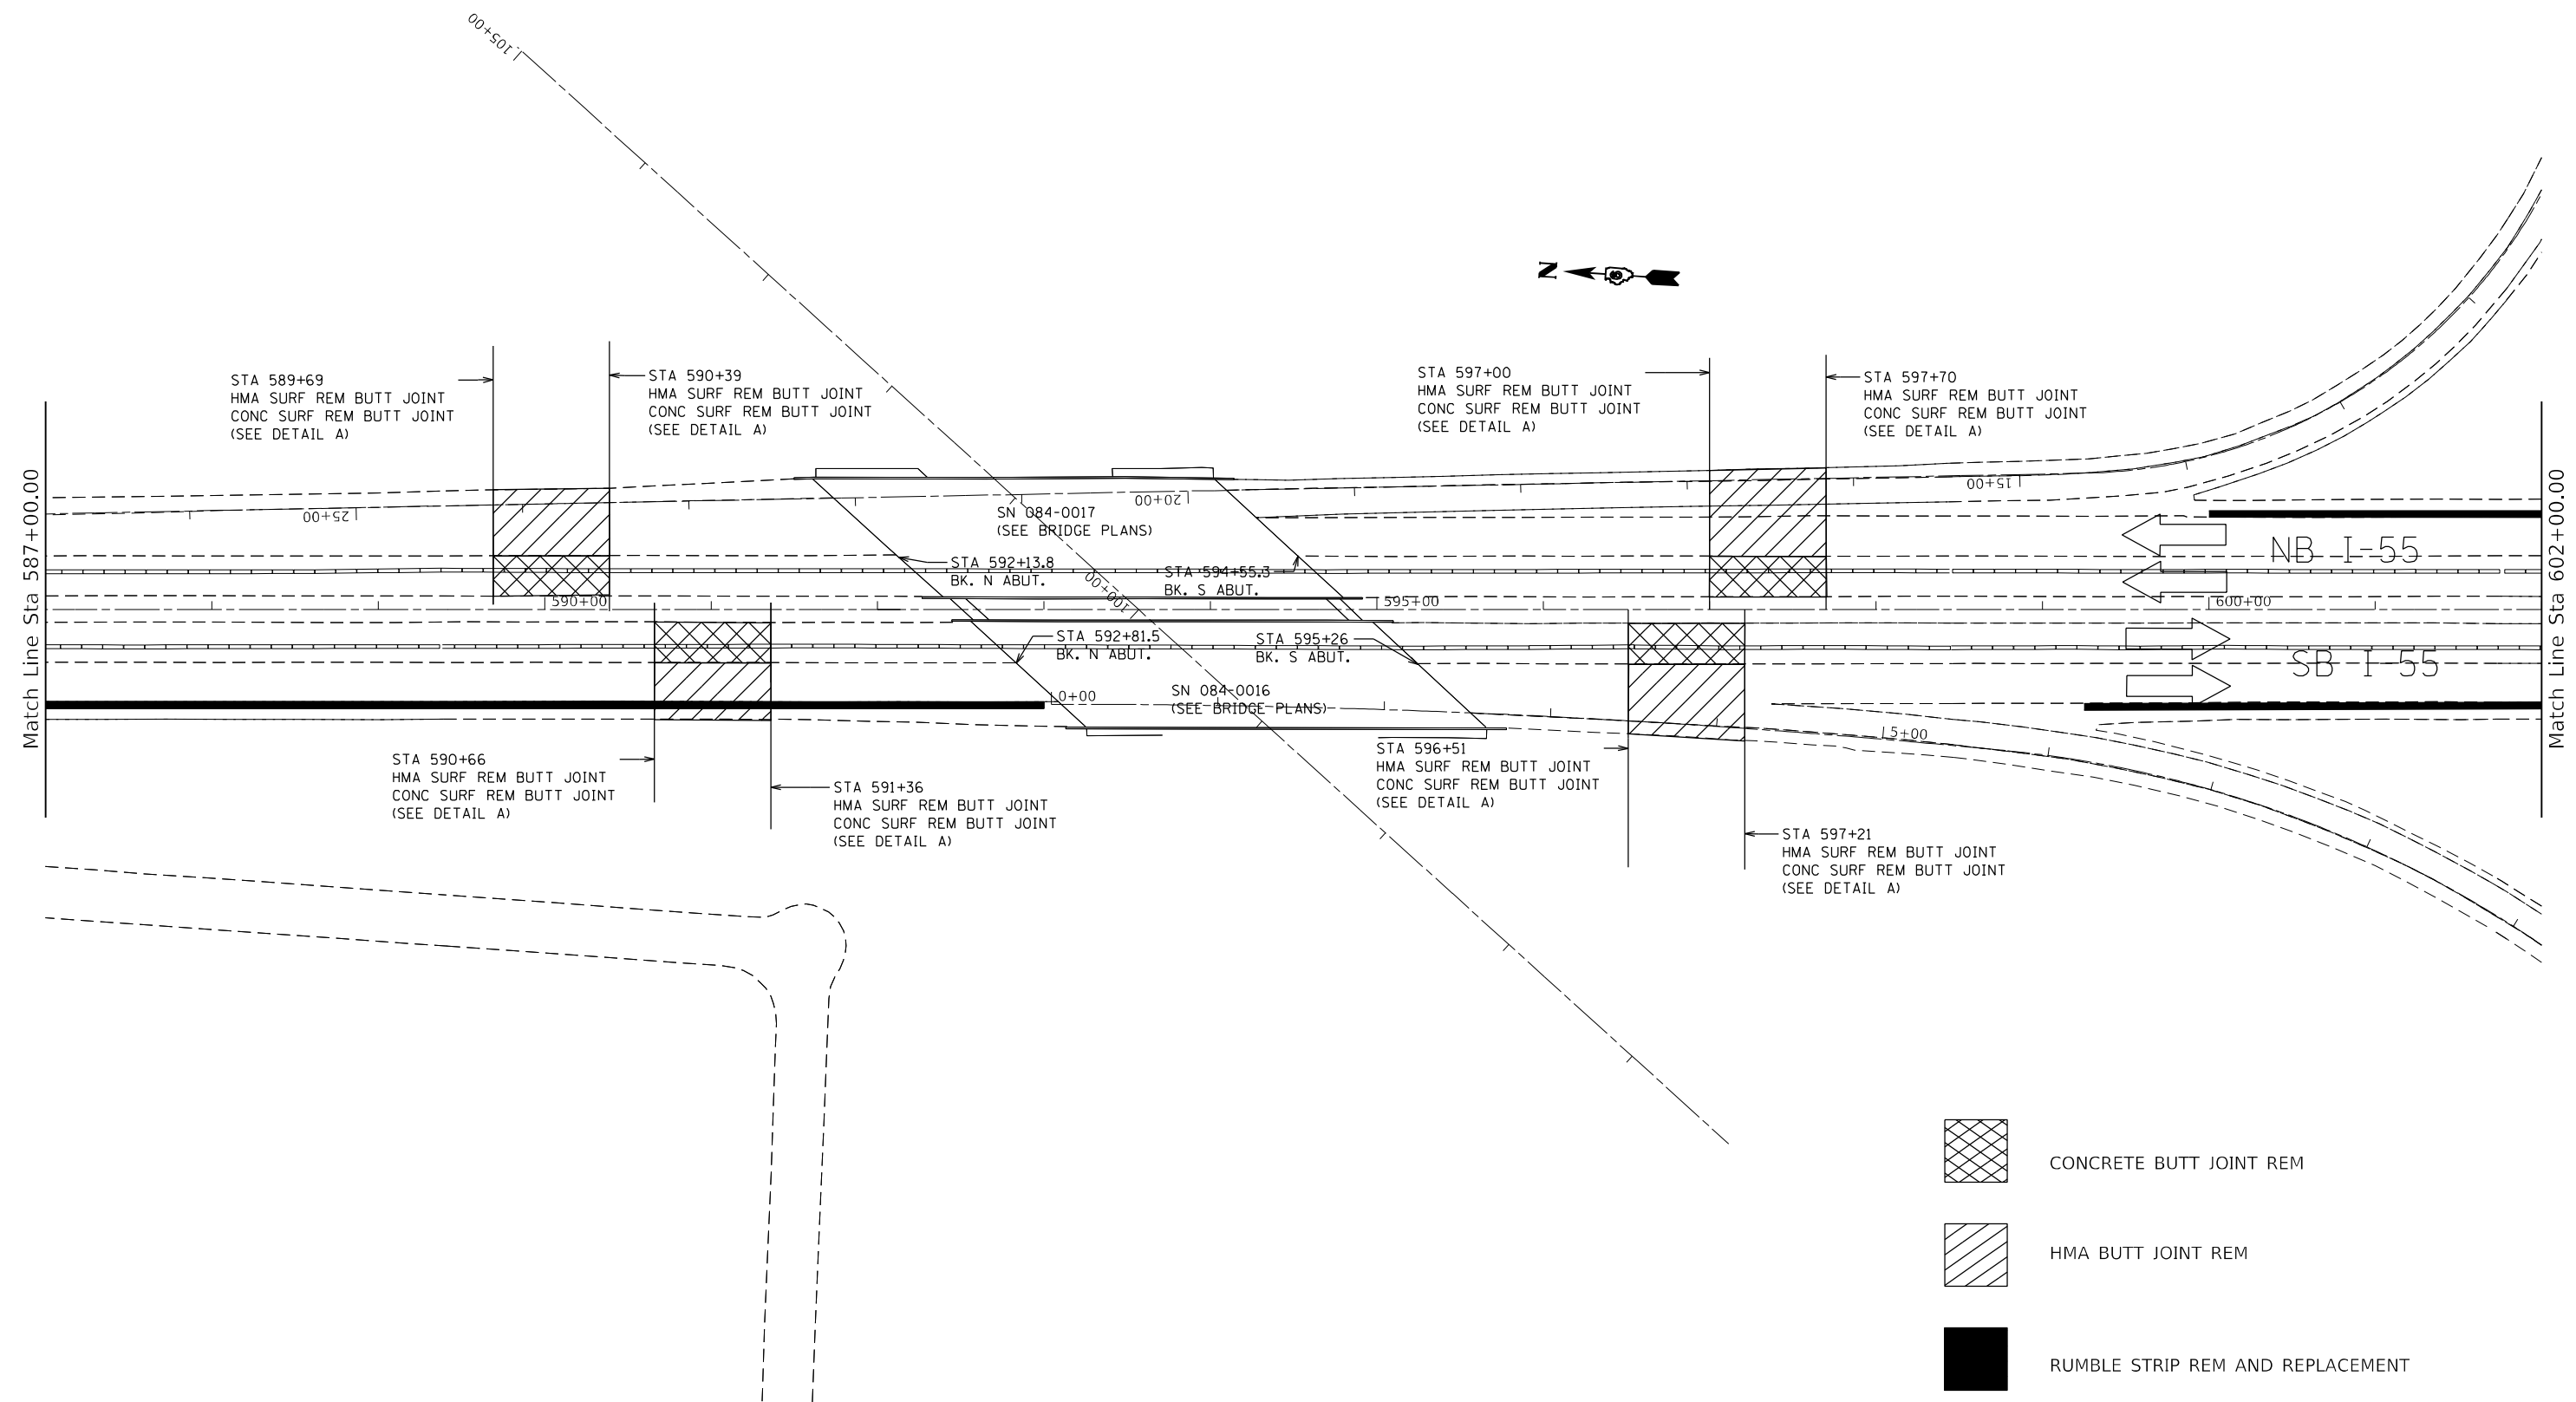 105+00
N
STA 589+69
HMA SURF REM BUTT JOINT
CONC SURF REM BUTT JOINT
(SEE DETAIL A)
STA 590+39
HMA SURF REM BUTT JOINT
CONC SURF REM BUTT JOINT
(SEE DETAIL A)
STA 597+00
HMA SURF REM BUTT JOINT
CONC SURF REM BUTT JOINT
(SEE DETAIL A)
STA 597+70
HMA SURF REM BUTT JOINT
CONC SURF REM BUTT JOINT
(SEE DETAIL A)
Match Line Sta 587+00.00
Match Line Sta 602+00.00
25+00
20+00
15+00
SN 084-0017
(SEE BRIDGE PLANS)
NB I-55
STA 592+13.8
BK. N ABUT.
STA 594+55.3
BK. S ABUT.
100+00
590+00
595+00
600+00
STA 592+81.5
BK. N ABUT.
STA 595+26
BK. S ABUT.
SB I-55
0+00
SN 084-0016
(SEE BRIDGE PLANS)
5+00
STA 590+66
HMA SURF REM BUTT JOINT
CONC SURF REM BUTT JOINT
(SEE DETAIL A)
STA 591+36
HMA SURF REM BUTT JOINT
CONC SURF REM BUTT JOINT
(SEE DETAIL A)
STA 596+51
HMA SURF REM BUTT JOINT
CONC SURF REM BUTT JOINT
(SEE DETAIL A)
STA 597+21
HMA SURF REM BUTT JOINT
CONC SURF REM BUTT JOINT
(SEE DETAIL A)
CONCRETE BUTT JOINT REM
HMA BUTT JOINT REM
RUMBLE STRIP REM AND REPLACEMENT